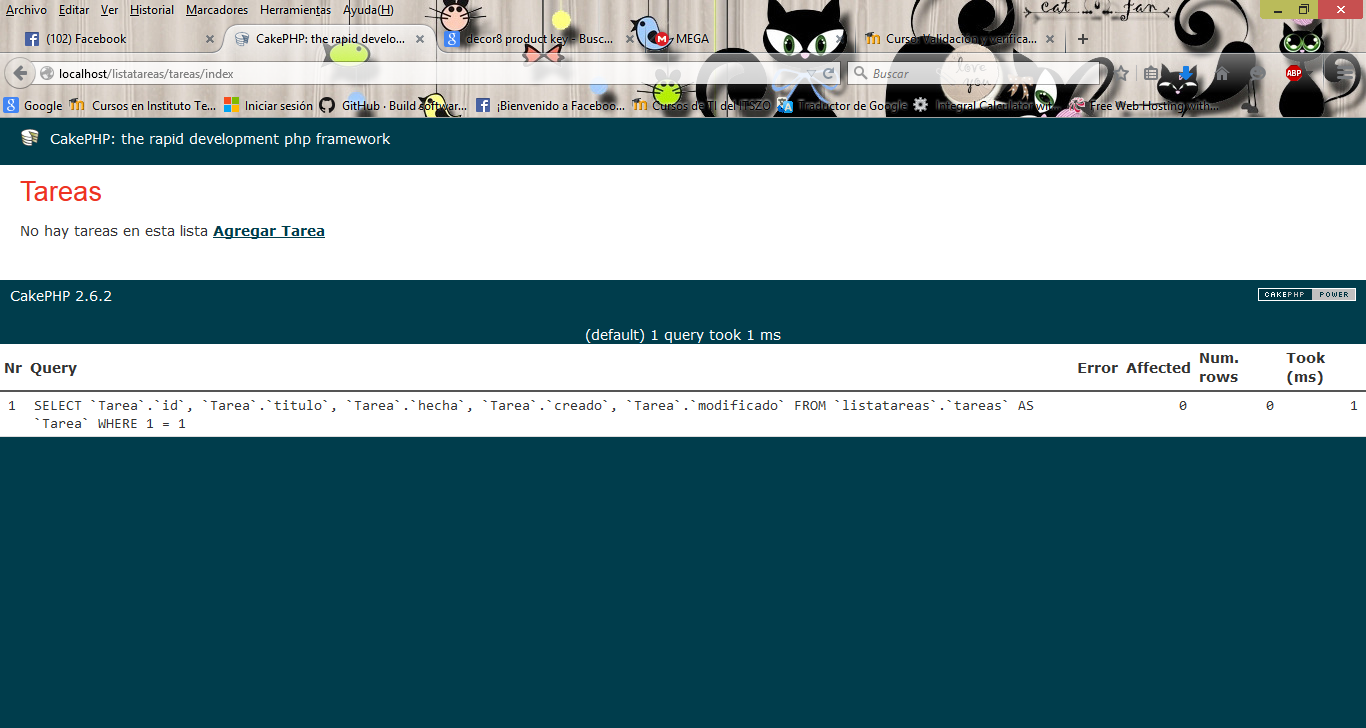 Archivo Editar Ver Historial Marcadores Herramientas Ayuda(H)
cat fan
(102) Facebook
CakePHP: the rapid develo...
decor8 product key - Busc...
MEGA
Curso: Validación y verifica...
localhost/listatareas/tareas/index
Buscar
love you
ABP
Google
Cursos en Instituto Te...
Iniciar sesión
GitHub · Build softwar...
¡Bienvenido a Faceboo...
Cursos de TI del ITSZO
Traductor de Google
Integral Calculator wit...
Free Web Hosting with...
CakePHP: the rapid development php framework
Tareas
No hay tareas en esta lista Agregar Tarea
CakePHP 2.6.2
CAKEPHP POWER
(default) 1 query took 1 ms
Nr Query Error Affected Num. rows Took (ms)
1 SELECT `Tarea`.`id`, `Tarea`.`titulo`, `Tarea`.`hecha`, `Tarea`.`creado`, `Tarea`.`modificado` FROM `listatareas`.`tareas` AS 0 0 1
`Tarea` WHERE 1 = 1